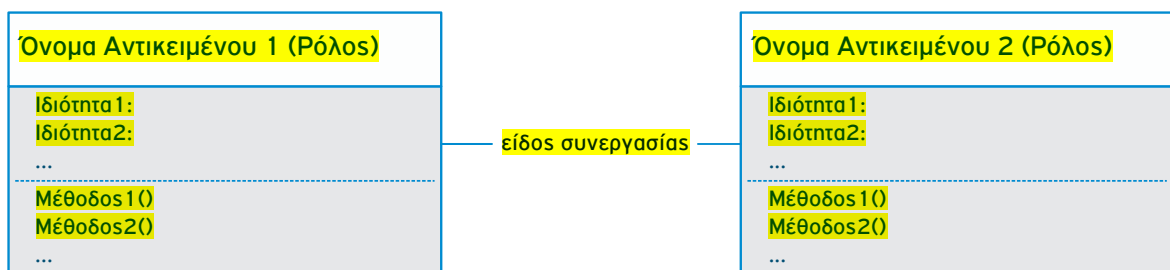 Όνομα Αντικειμένου 1 (Ρόλος)
Ιδιότητα1:
Ιδιότητα2:
...
Μέθοδος1()
Μέθοδος2()
...
είδος συνεργασίας
Όνομα Αντικειμένου 2 (Ρόλος)
Ιδιότητα1:
Ιδιότητα2:
...
Μέθοδος1()
Μέθοδος2()
...